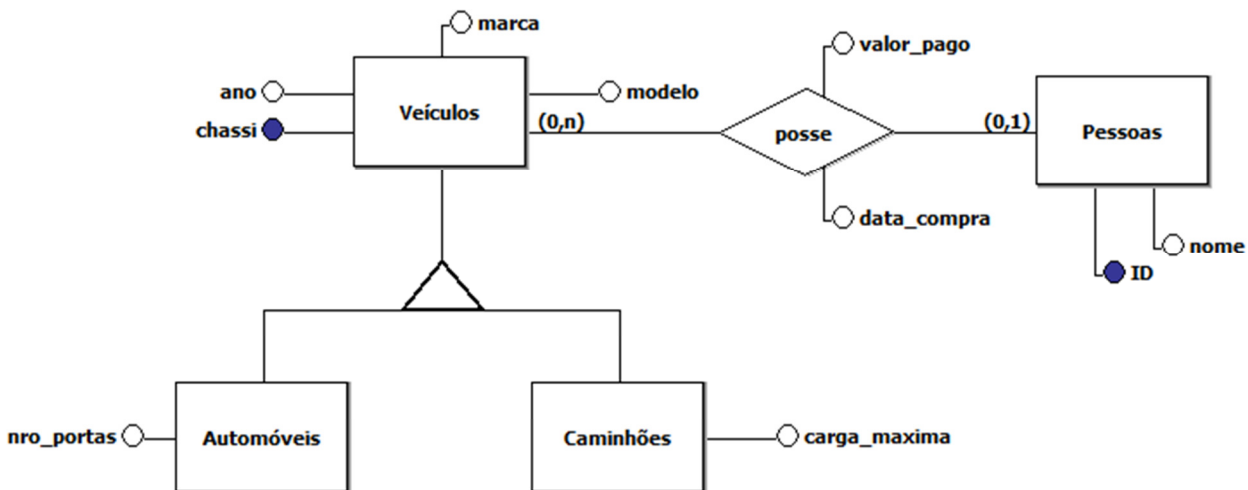 marca
valor_pago
ano
Veículos
modelo
chassi
(0,n)
posse
(0,1)
Pessoas
data_compra
nome
ID
nro_portas
Automóveis
Caminhões
carga_maxima